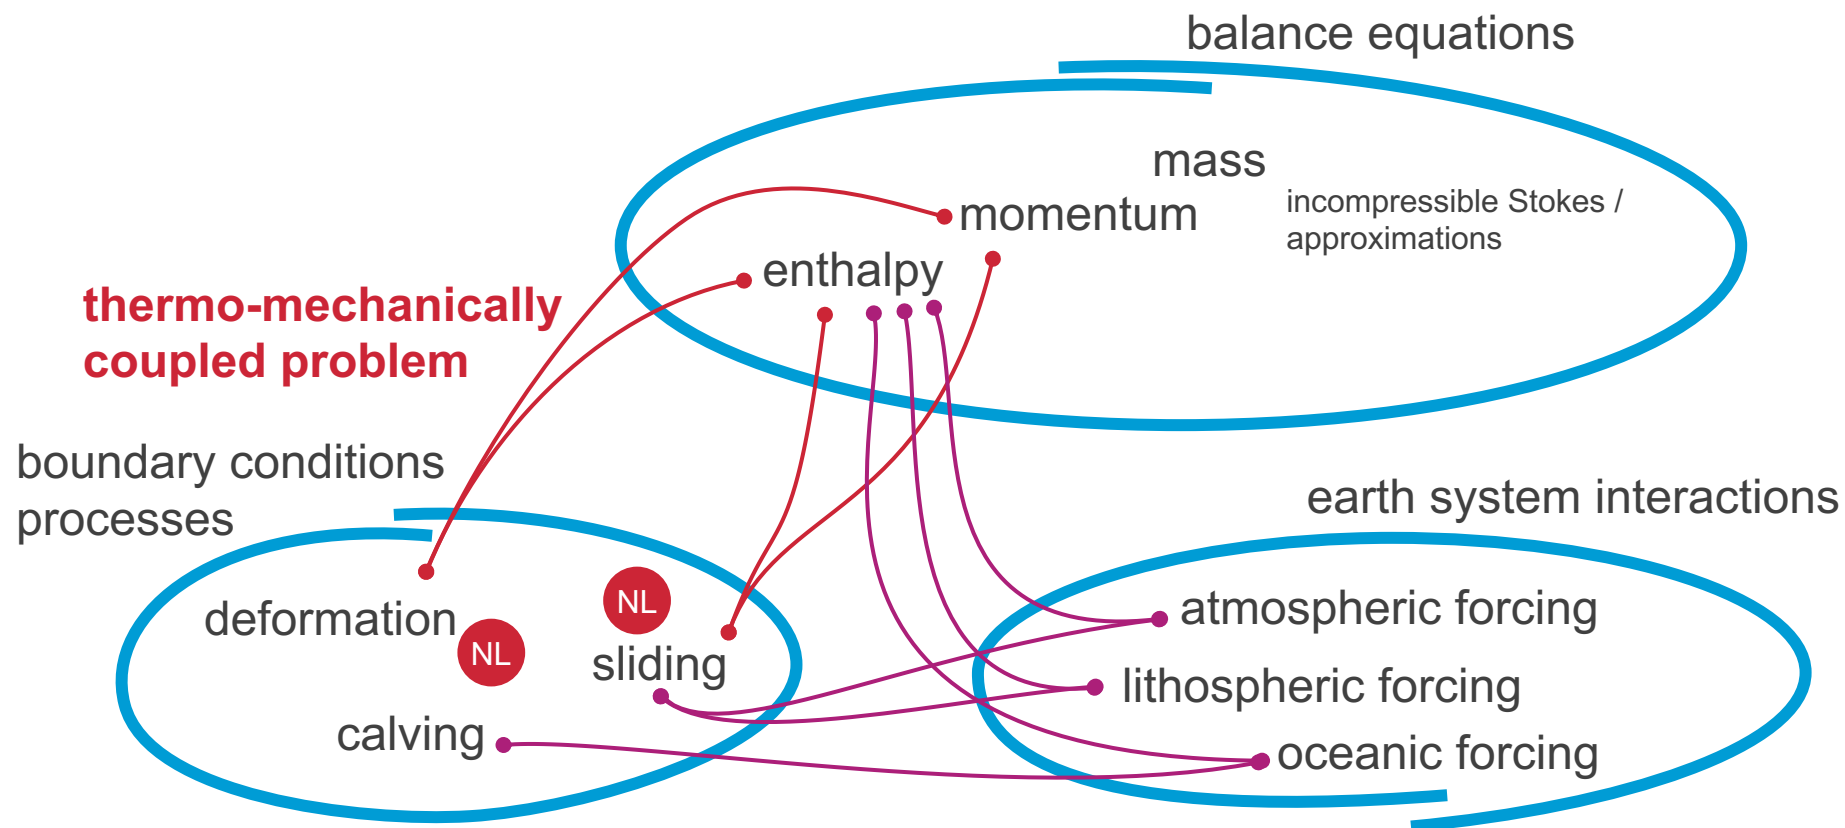 balance equations
mass
momentum
incompressible Stokes /
approximations
enthalpy
thermo-mechanically
coupled problem
boundary conditions
processes
earth system interactions
NL
deformation
NL
sliding
calving
atmospheric forcing
lithospheric forcing
oceanic forcing